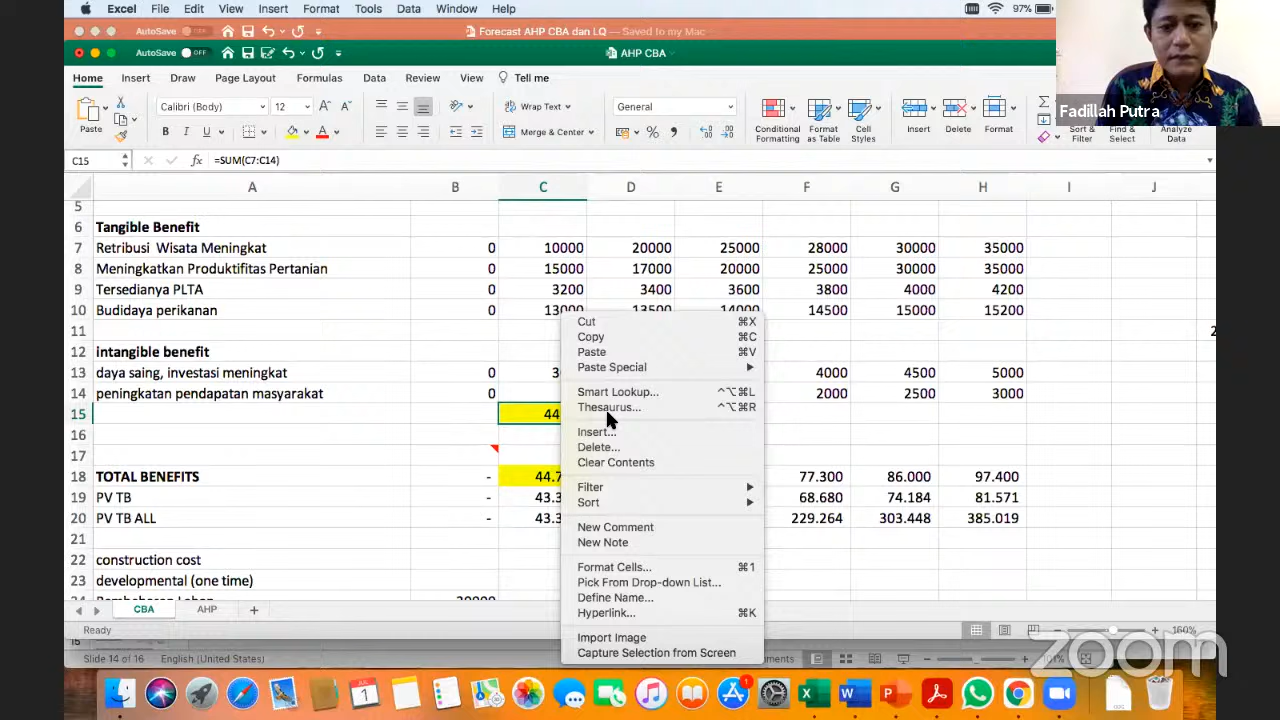 Excel File Edit View Insert Format Tools Data Window Help 97%
AutoSave OFF Forecast AHP CBA dan LQ — Saved to my Mac
AutoSave OFF AHP CBA
Home Insert Draw Page Layout Formulas Data Review View Tell me
Paste Calibri (Body) 12 Wrap Text General Conditional Formatting Format as Table Cell Styles Insert Delete Format Sort & Filter Find & Select Analyze Data
B I U Merge & Center
Fadillah Putra
C15 fx =SUM(C7:C14)
A B C D E F G H I J
5
6 Tangible Benefit
7 Retribusi Wisata Meningkat 0 10000 20000 25000 28000 30000 35000
8 Meningkatkan Produktifitas Pertanian 0 15000 17000 20000 25000 30000 35000
9 Tersedianya PLTA 0 3200 3400 3600 3800 4000 4200
10 Budidaya perikanan 0 13000 13500 14000 14500 15000 15200
11
12 intangible benefit
13 daya saing, investasi meningkat 0 4000 4500 5000
14 peningkatan pendapatan masyarakat 0 2000 2500 3000
15 44
16
17
18 TOTAL BENEFITS - 44.7 77.300 86.000 97.400
19 PV TB - 43.3 68.680 74.184 81.571
20 PV TB ALL - 43.3 229.264 303.448 385.019
21
22 construction cost
23 developmental (one time)
Cut ⌘X
Copy ⌘C
Paste ⌘V
Paste Special
Smart Lookup... ^⌥⌘L
Thesaurus... ^⌥⌘R
Insert...
Delete...
Clear Contents
Filter
Sort
New Comment
New Note
Format Cells... ⌘1
Pick From Drop-down List...
Define Name...
Hyperlink... ⌘K
Import Image
Capture Selection from Screen
CBA AHP +
Ready 160%
Slide 14 of 16 English (United States)
zoom